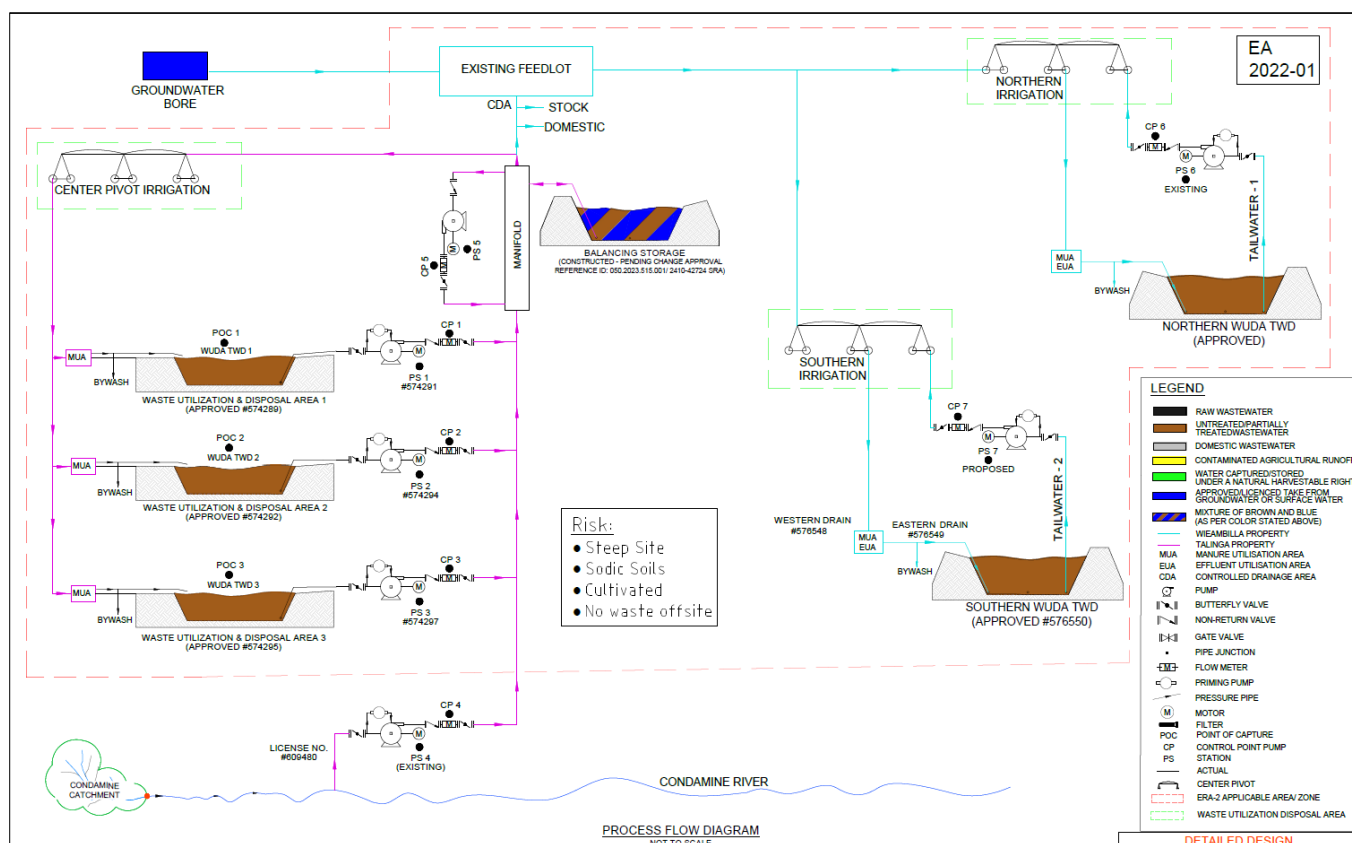 EA
2022-01
GROUNDWATER
BORE
EXISTING FEEDLOT
CDA
STOCK
DOMESTIC
NORTHERN
IRRIGATION
CP 6
M
M
PS 6
EXISTING
TAILWATER - 1
MUA
EUA
BYWASH
NORTHERN WUDA TWD
(APPROVED)
CENTER PIVOT IRRIGATION
MANIFOLD
PS 5
CP 5
M
M
BALANCING STORAGE
(CONSTRUCTED - PENDING CHANGE APPROVAL
REFERENCE ID: 050.2023.515.001/ 2410-42724 SRA)
SOUTHERN
IRRIGATION
CP 7
M
M
PS 7
PROPOSED
TAILWATER - 2
WESTERN DRAIN
#576548
EASTERN DRAIN
#576549
MUA
EUA
BYWASH
SOUTHERN WUDA TWD
(APPROVED #576550)
POC 1
WUDA TWD 1
MUA
BYWASH
WASTE UTILIZATION & DISPOSAL AREA 1
(APPROVED #574289)
CP 1
M
M
PS 1
#574291
POC 2
WUDA TWD 2
MUA
BYWASH
WASTE UTILIZATION & DISPOSAL AREA 2
(APPROVED #574292)
CP 2
M
M
PS 2
#574294
POC 3
WUDA TWD 3
MUA
BYWASH
WASTE UTILIZATION & DISPOSAL AREA 3
(APPROVED #574295)
CP 3
M
M
PS 3
#574297
Risk:
● Steep Site
● Sodic Soils
● Cultivated
● No waste offsite
CP 4
M
M
PS 4
(EXISTING)
LICENSE NO.
#609480
CONDAMINE
CATCHMENT
CONDAMINE RIVER
LEGEND
RAW WASTEWATER
UNTREATED/PARTIALLY
TREATEDWASTEWATER
DOMESTIC WASTEWATER
CONTAMINATED AGRICULTURAL RUNOFF
WATER CAPTURED/STORED
UNDER A NATURAL HARVESTABLE RIGHT
APPROVED/LICENCED TAKE FROM
GROUNDWATER OR SURFACE WATER
MIXTURE OF BROWN AND BLUE
(AS PER COLOR STATED ABOVE)
WIEAMBILLA PROPERTY
TALINGA PROPERTY
MUA MANURE UTILISATION AREA
EUA EFFLUENT UTILISATION AREA
CDA CONTROLLED DRAINAGE AREA
PUMP
BUTTERFLY VALVE
NON-RETURN VALVE
GATE VALVE
PIPE JUNCTION
M FLOW METER
PRIMING PUMP
PRESSURE PIPE
M MOTOR
FILTER
POC POINT OF CAPTURE
CP CONTROL POINT PUMP
PS STATION
ACTUAL
CENTER PIVOT
ERA-2 APPLICABLE AREA/ ZONE
WASTE UTILIZATION DISPOSAL AREA
PROCESS FLOW DIAGRAM
NOT TO SCALE
DETAILED DESIGN